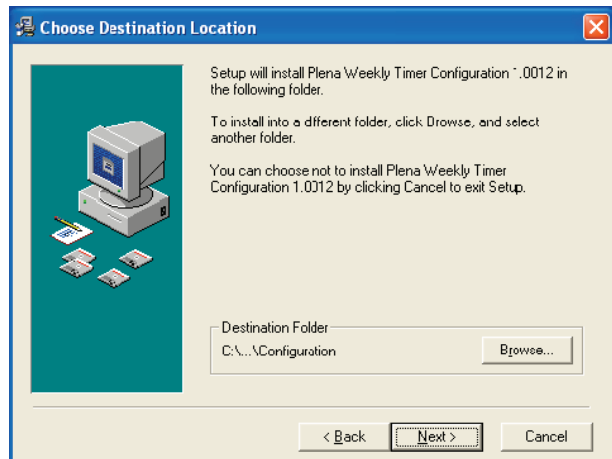 Choose Destination Location
Setup will install Plena Weekly Timer Configuration 1.0012 in
the following folder.
To install into a different folder, click Browse, and select
another folder.
You can choose not to install Plena Weekly Timer
Configuration 1.0012 by clicking Cancel to exit Setup.
Destination Folder
C:\...\Configuration
Browse...
< Back
Next >
Cancel